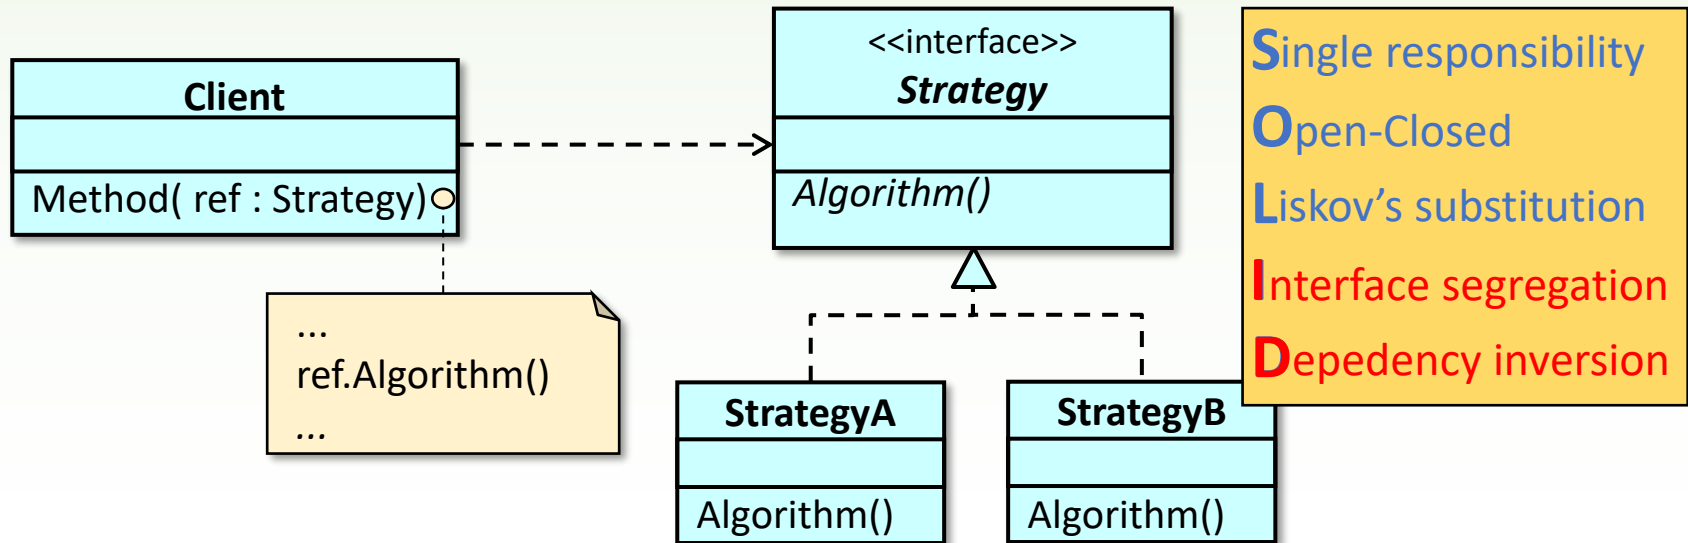 Client
Method( ref : Strategy)
...
ref.Algorithm()
...
<<interface>>
Strategy
Algorithm()
StrategyA
Algorithm()
StrategyB
Algorithm()
Single responsibility
Open-Closed
Liskov’s substitution
Interface segregation
Depedency inversion